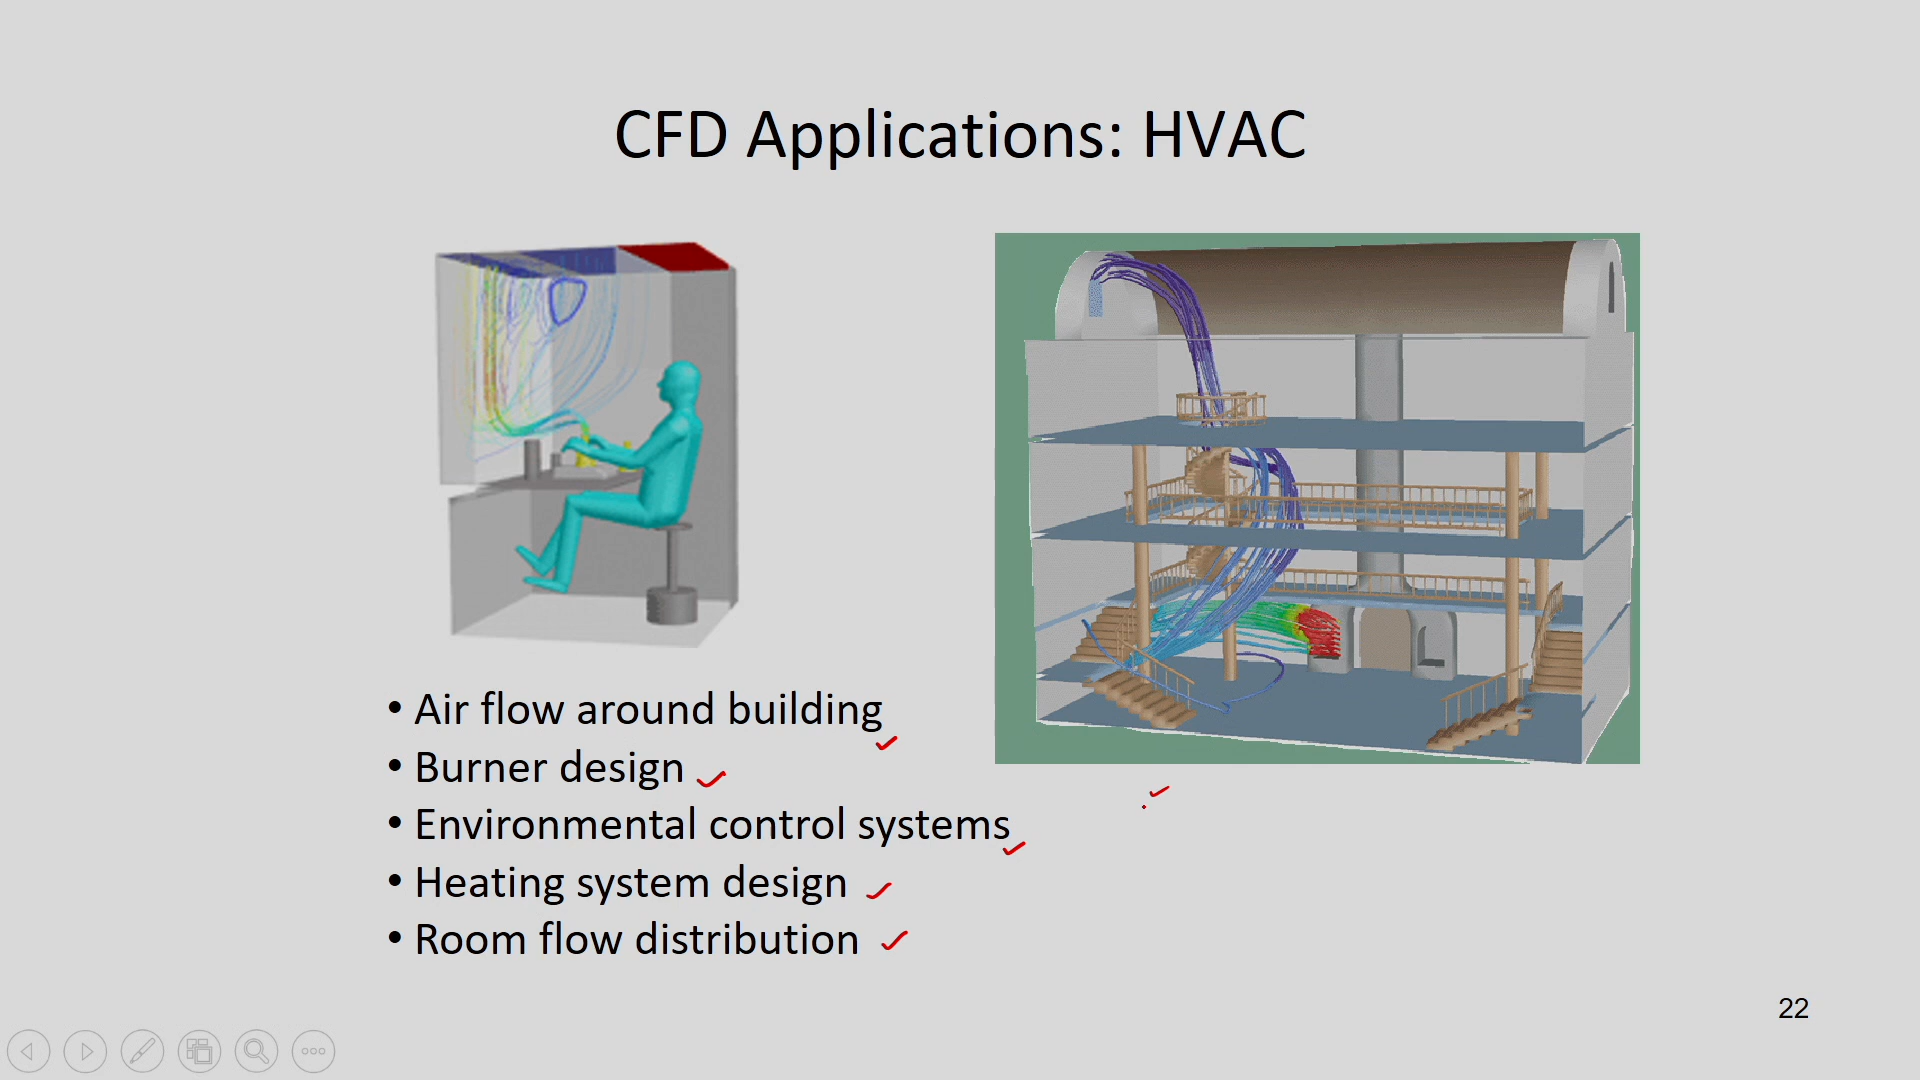 CFD Applications: HVAC
• Air flow around building
• Burner design
• Environmental control systems
• Heating system design
• Room flow distribution
22